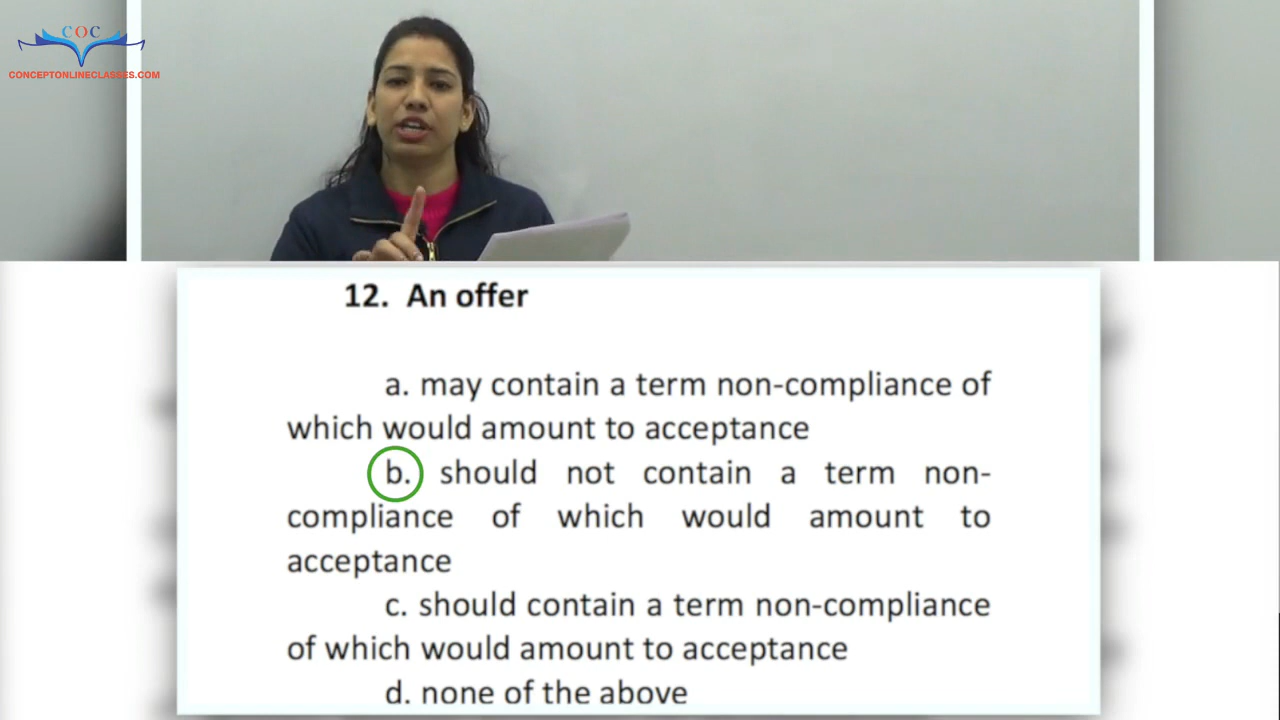 COC
CONCEPTONLINECLASSES.COM
12. An offer
a. may contain a term non-compliance of
which would amount to acceptance
b. should not contain a term non-
compliance of which would amount to
acceptance
c. should contain a term non-compliance
of which would amount to acceptance
d. none of the above